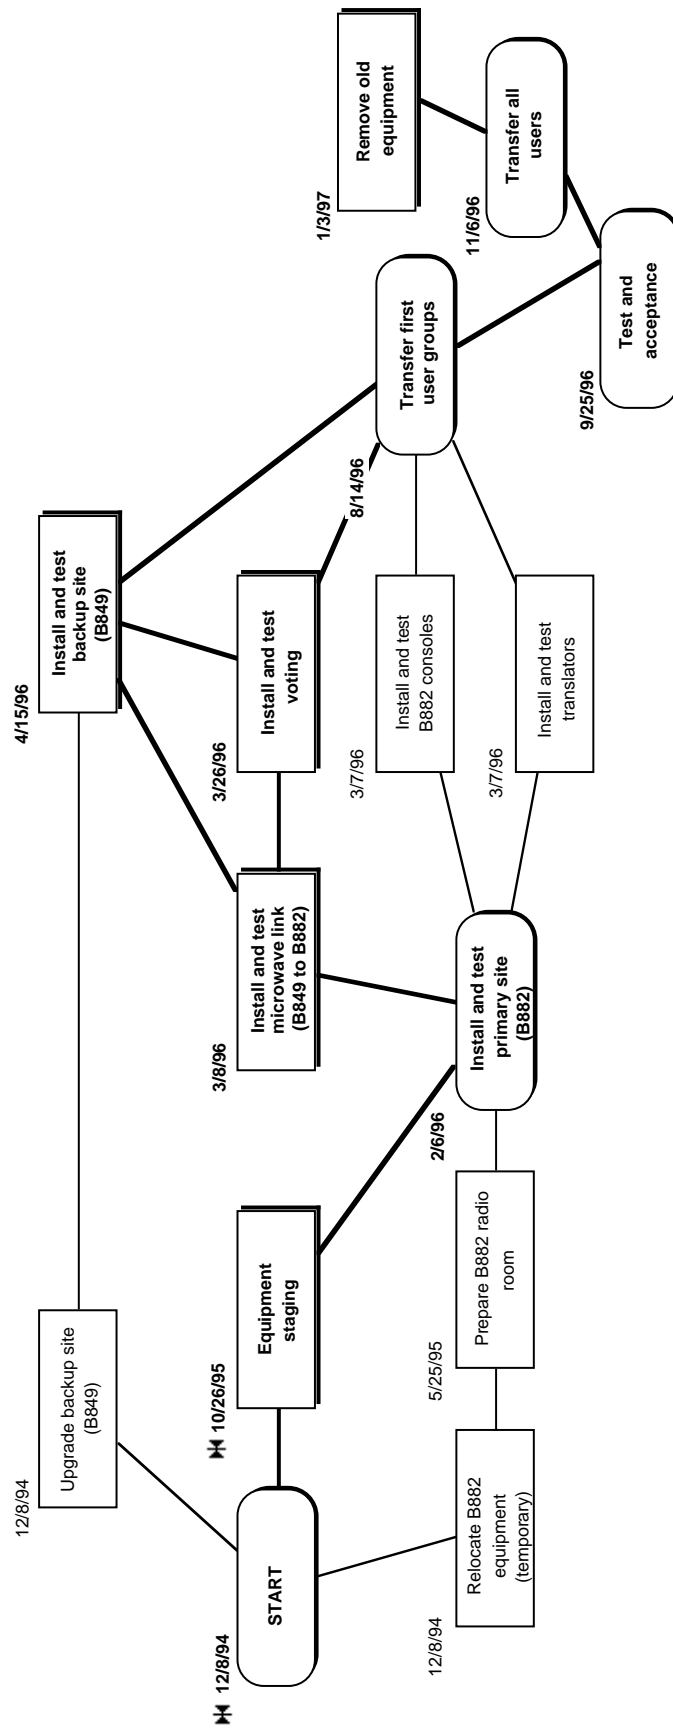 12/8/94
START
12/8/94
Upgrade backup site
(B849)
10/26/95
Equipment
staging
12/8/94
Relocate B882
equipment
(temporary)
5/25/95
Prepare B882 radio
room
2/6/96
Install and test
primary site
(B882)
3/8/96
Install and test
microwave link
(B849 to B882)
3/26/96
Install and test
voting
4/15/96
Install and test
backup site
(B849)
3/7/96
Install and test
B882 consoles
3/7/96
Install and test
translators
8/14/96
Transfer first
user groups
9/25/96
Test and
acceptance
11/6/96
Transfer all
users
1/3/97
Remove old
equipment